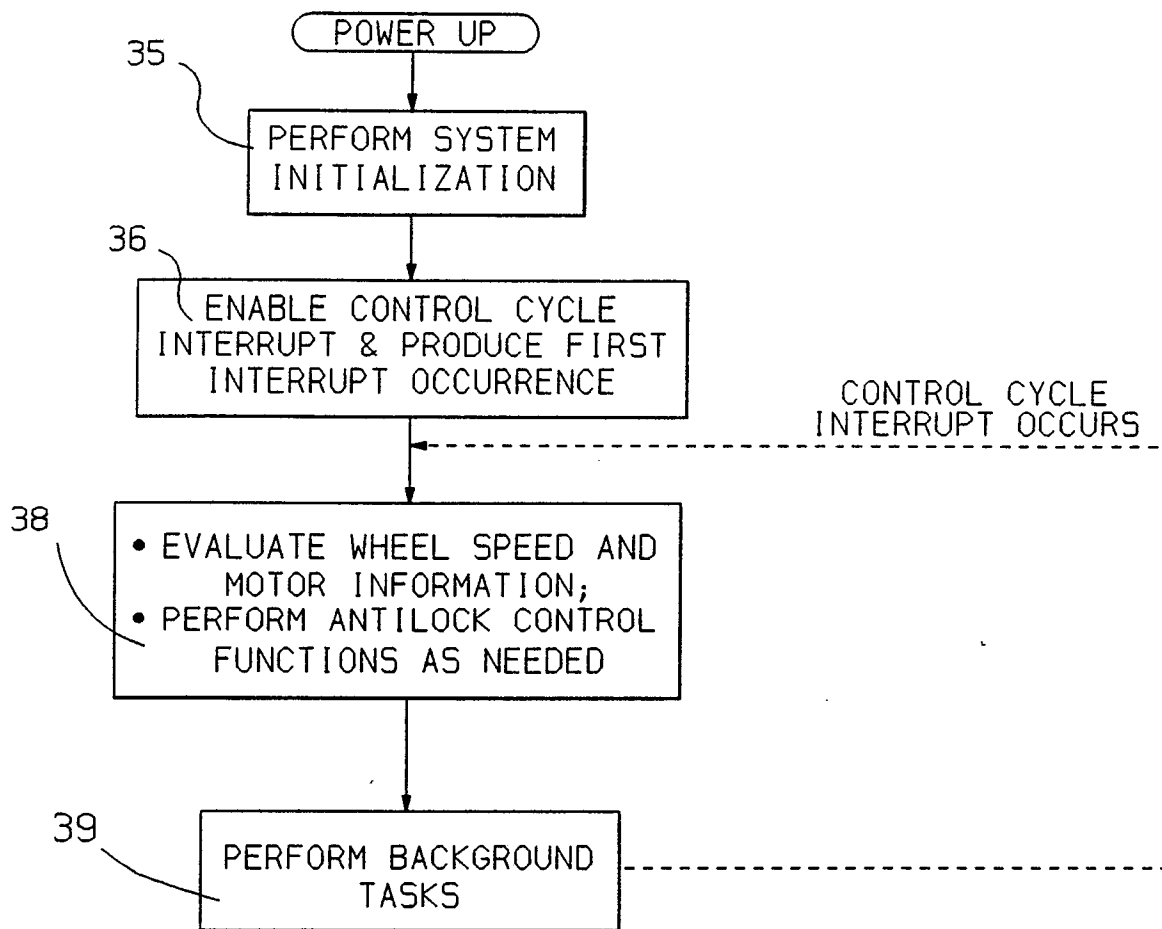 POWER UP
35
PERFORM SYSTEM
INITIALIZATION
36
ENABLE CONTROL CYCLE
INTERRUPT & PRODUCE FIRST
INTERRUPT OCCURRENCE
CONTROL CYCLE
INTERRUPT OCCURS
38
• EVALUATE WHEEL SPEED AND
MOTOR INFORMATION;
• PERFORM ANTILOCK CONTROL
FUNCTIONS AS NEEDED
39
PERFORM BACKGROUND
TASKS